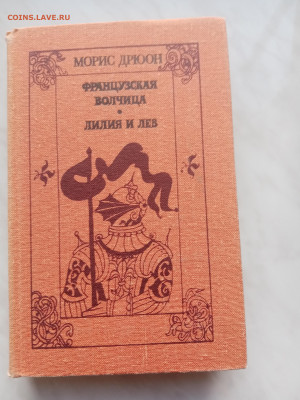 COINS.LAVE.RU
МОРИС ДРЮОН
ФРАНЦУЗСКАЯ
ВОЛЧИЦА
ЛИЛИЯ И ЛЕВ